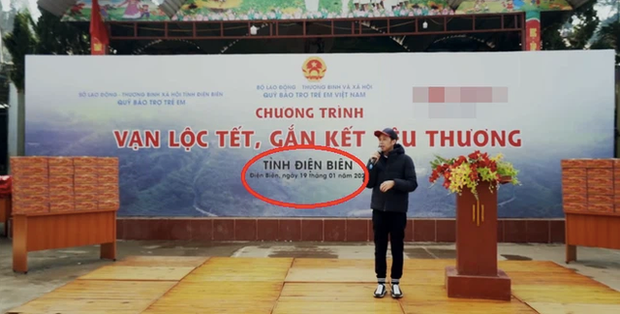 BỘ LAO ĐỘNG - THƯƠNG BINH VÀ XÃ HỘI
QUỸ BẢO TRỢ TRẺ EM VIỆT NAM
SỞ LAO ĐỘNG - THƯƠNG BINH VÀ XÃ HỘI TỈNH ĐIỆN BIÊN
QUỸ BẢO TRỢ TRẺ EM
CHƯƠNG TRÌNH
VẠN LỘC TẾT, GẮN KẾT THƯƠNG
TỈNH ĐIỆN BIÊN
Điện Biên, ngày 19 tháng 01 năm